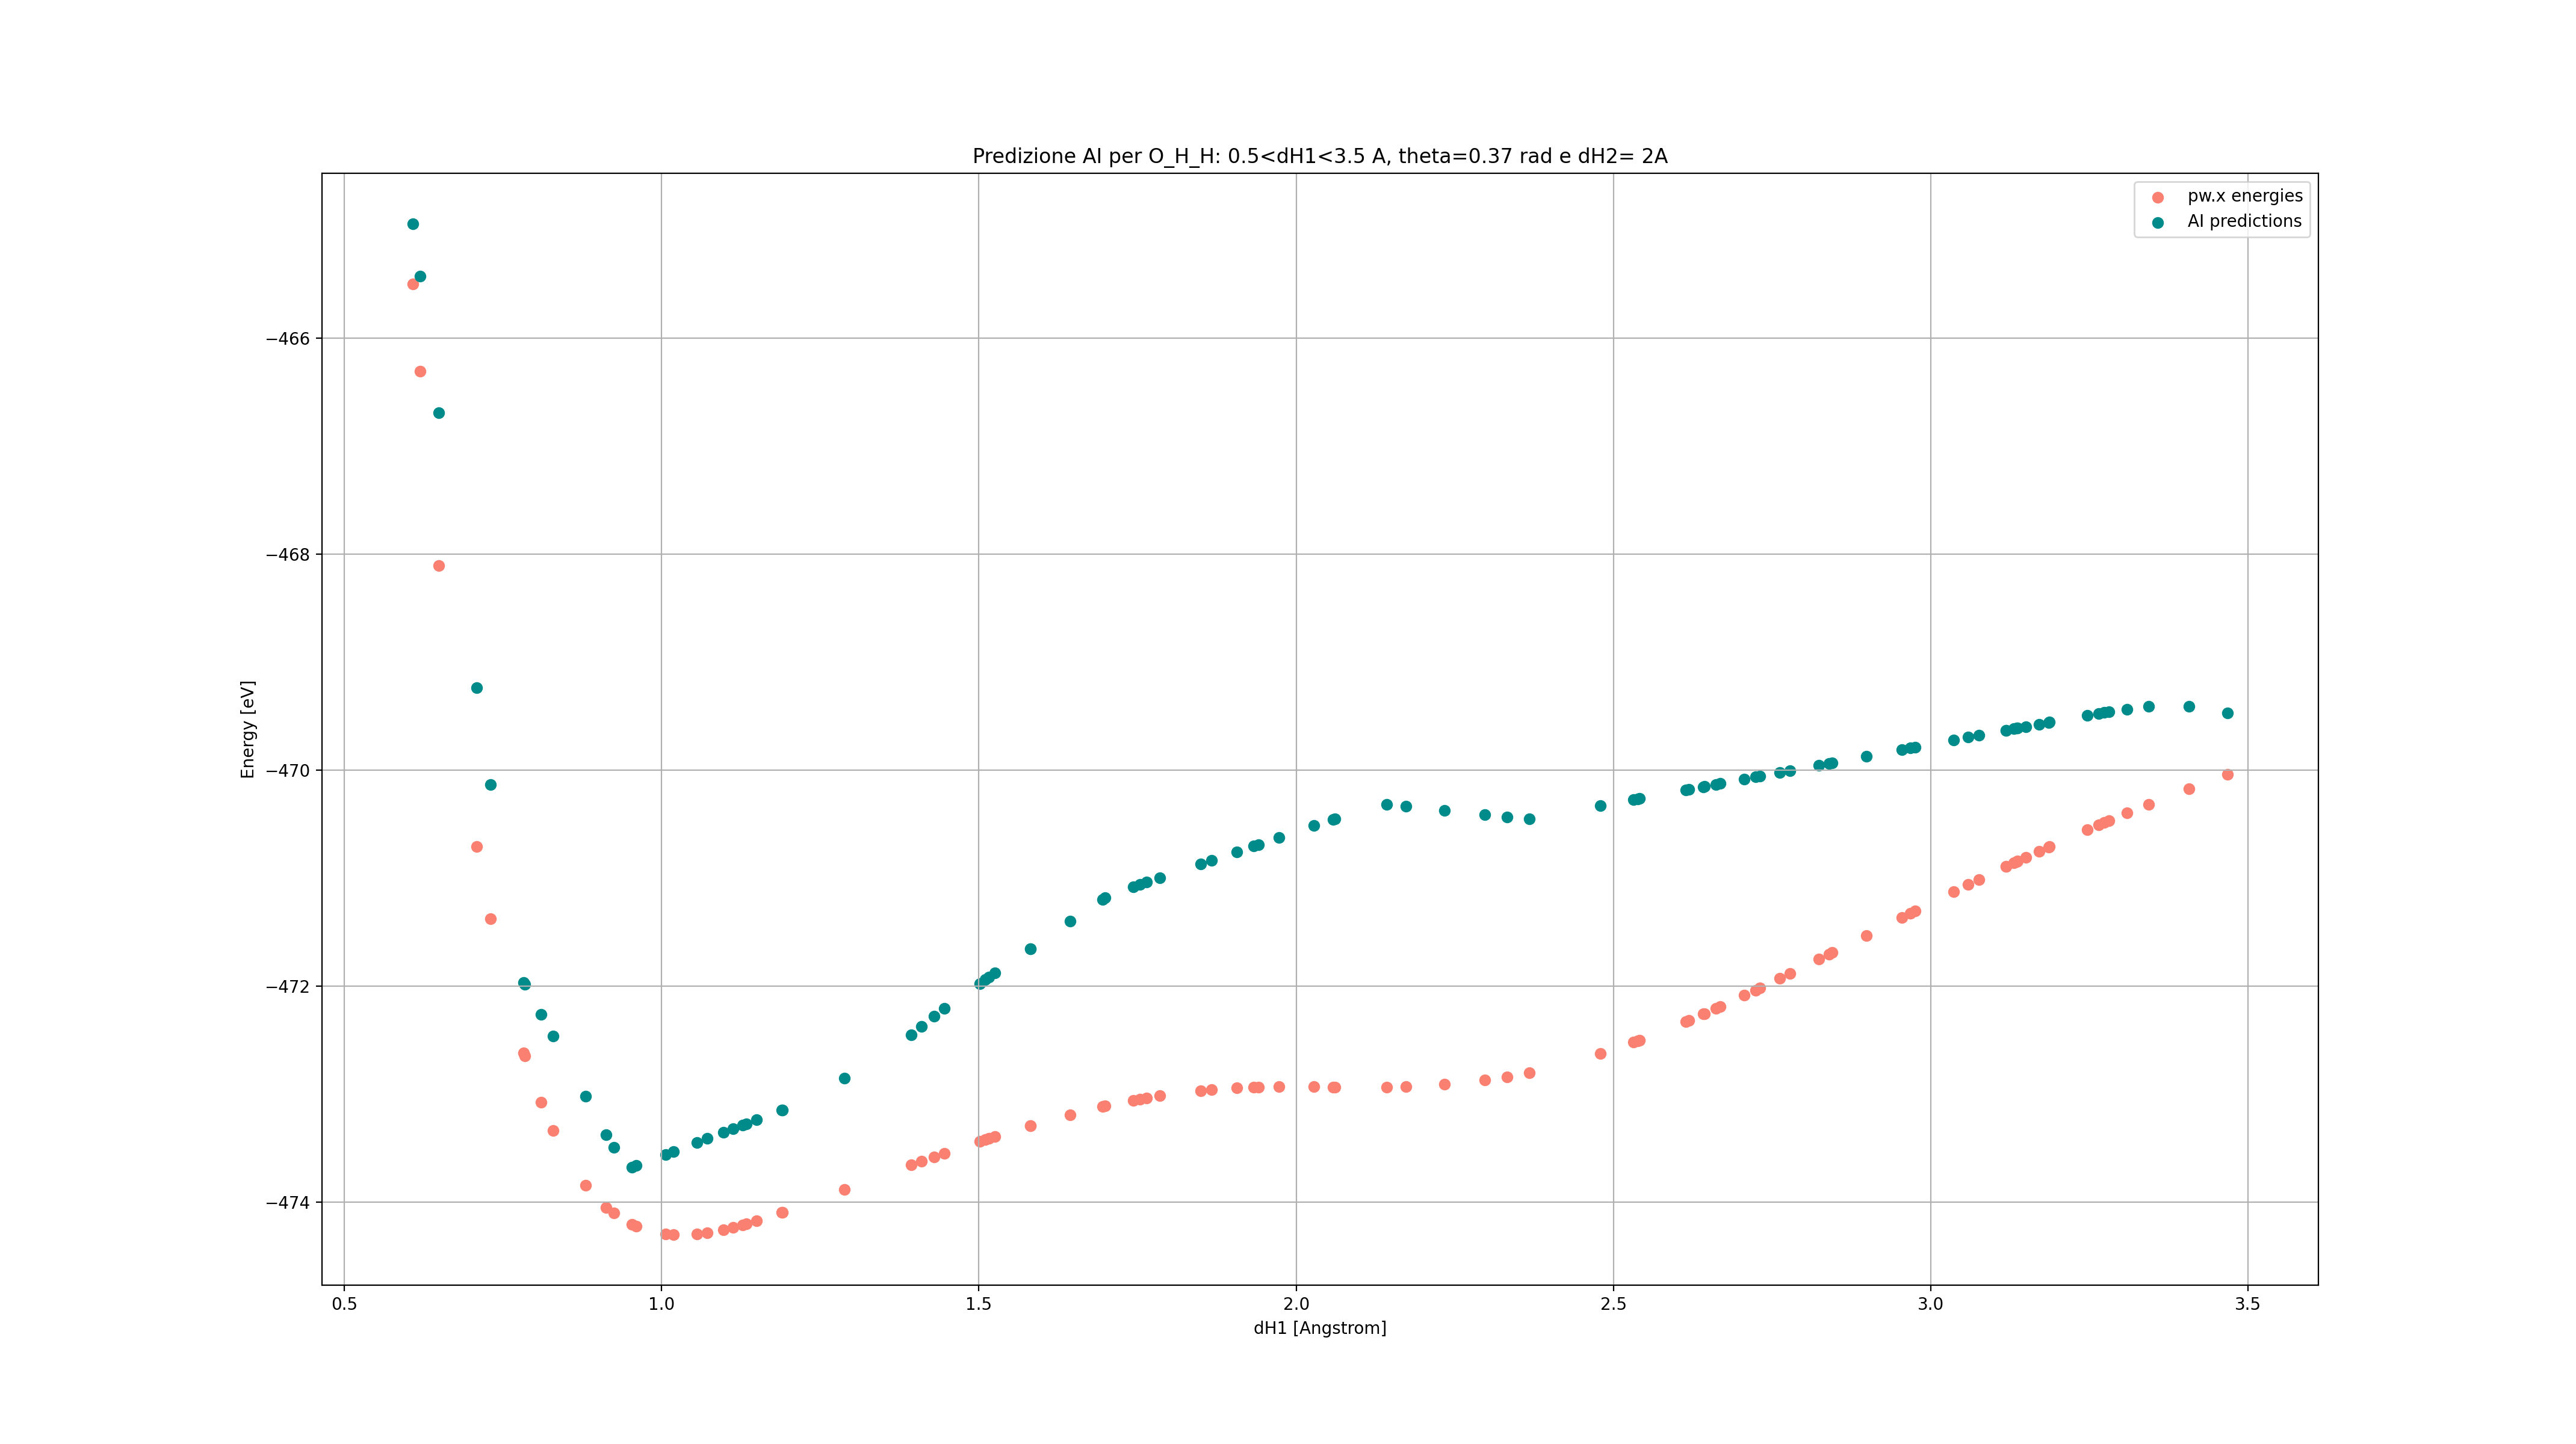 Predizione AI per O_H_H: 0.5<dH1<3.5 A, theta=0.37 rad e dH2= 2A
pw.x energies
AI predictions
Energy [eV]
−466
−468
−470
−472
−474
0.5 1.0 1.5 2.0 2.5 3.0 3.5
dH1 [Angstrom]